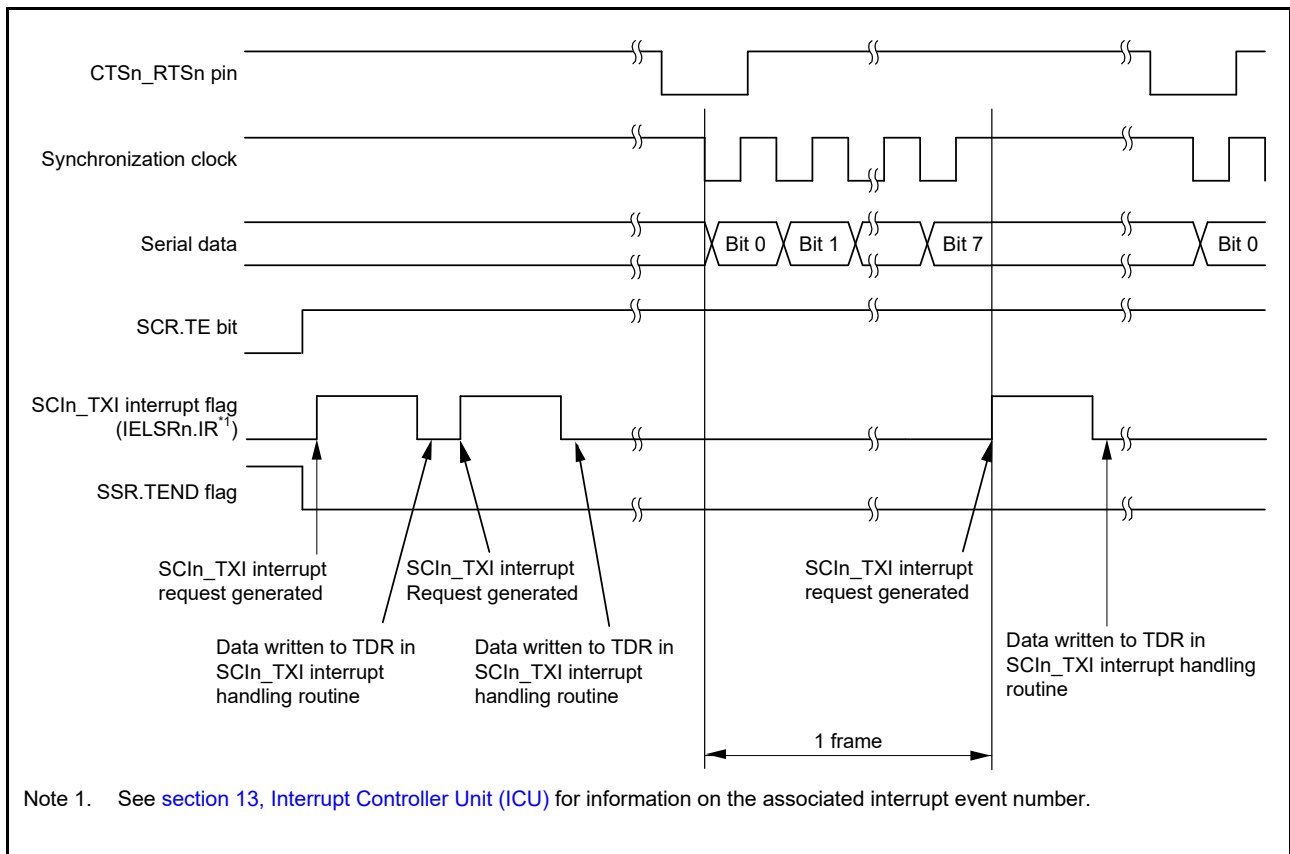 CTSn_RTSn pin
Synchronization clock
Serial data
Bit 0
Bit 1
Bit 7
Bit 0
SCR.TE bit
SCIn_TXI interrupt flag
(IELSRn.IR*1)
SSR.TEND flag
SCIn_TXI interrupt
request generated
SCIn_TXI interrupt
Request generated
SCIn_TXI interrupt
request generated
Data written to TDR in
SCIn_TXI interrupt
handling routine
Data written to TDR in
SCIn_TXI interrupt
handling routine
Data written to TDR in
SCIn_TXI interrupt handling
routine
1 frame
Note 1. See section 13, Interrupt Controller Unit (ICU) for information on the associated interrupt event number.